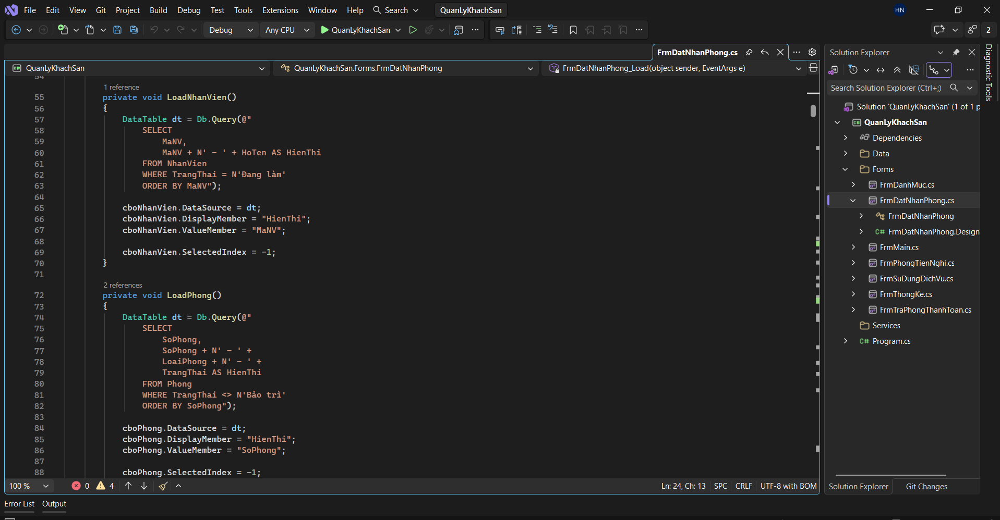 File Edit View Git Project Build Debug Test Tools Extensions Window Help Search QuanLyKhachSan HN
Debug Any CPU QuanLyKhachSan 2
FrmDatNhanPhong.cs
QuanLyKhachSan QuanLyKhachSan.Forms.FrmDatNhanPhong FrmDatNhanPhong_Load(object sender, EventArgs e)
54
1 reference
55 private void LoadNhanVien()
56 {
57 DataTable dt = Db.Query(@"
58 SELECT
59 MaNV,
60 MaNV + N' - ' + HoTen AS HienThi
61 FROM NhanVien
62 WHERE TrangThai = N'Đang làm'
63 ORDER BY MaNV");
64
65 cboNhanVien.DataSource = dt;
66 cboNhanVien.DisplayMember = "HienThi";
67 cboNhanVien.ValueMember = "MaNV";
68
69 cboNhanVien.SelectedIndex = -1;
70 }
71
2 references
72 private void LoadPhong()
73 {
74 DataTable dt = Db.Query(@"
75 SELECT
76 SoPhong,
77 SoPhong + N' - ' +
78 LoaiPhong + N' - ' +
79 TrangThai AS HienThi
80 FROM Phong
81 WHERE TrangThai <> N'Bảo trì'
82 ORDER BY SoPhong");
83
84 cboPhong.DataSource = dt;
85 cboPhong.DisplayMember = "HienThi";
86 cboPhong.ValueMember = "SoPhong";
87
88 cboPhong.SelectedIndex = -1;
100 % 0 4 Ln: 24, Ch: 13 SPC CRLF UTF-8 with BOM
Error List Output
Solution Explorer
Search Solution Explorer (Ctrl+;)
Solution 'QuanLyKhachSan' (1 of 1 p
QuanLyKhachSan
Dependencies
Data
Forms
FrmDanhMuc.cs
FrmDatNhanPhong.cs
FrmDatNhanPhong
C# FrmDatNhanPhong.Design
FrmMain.cs
FrmPhongTienNghi.cs
FrmSuDungDichVu.cs
FrmThongKe.cs
FrmTraPhongThanhToan.cs
Services
C# Program.cs
Solution Explorer Git Changes
Diagnostic Tools